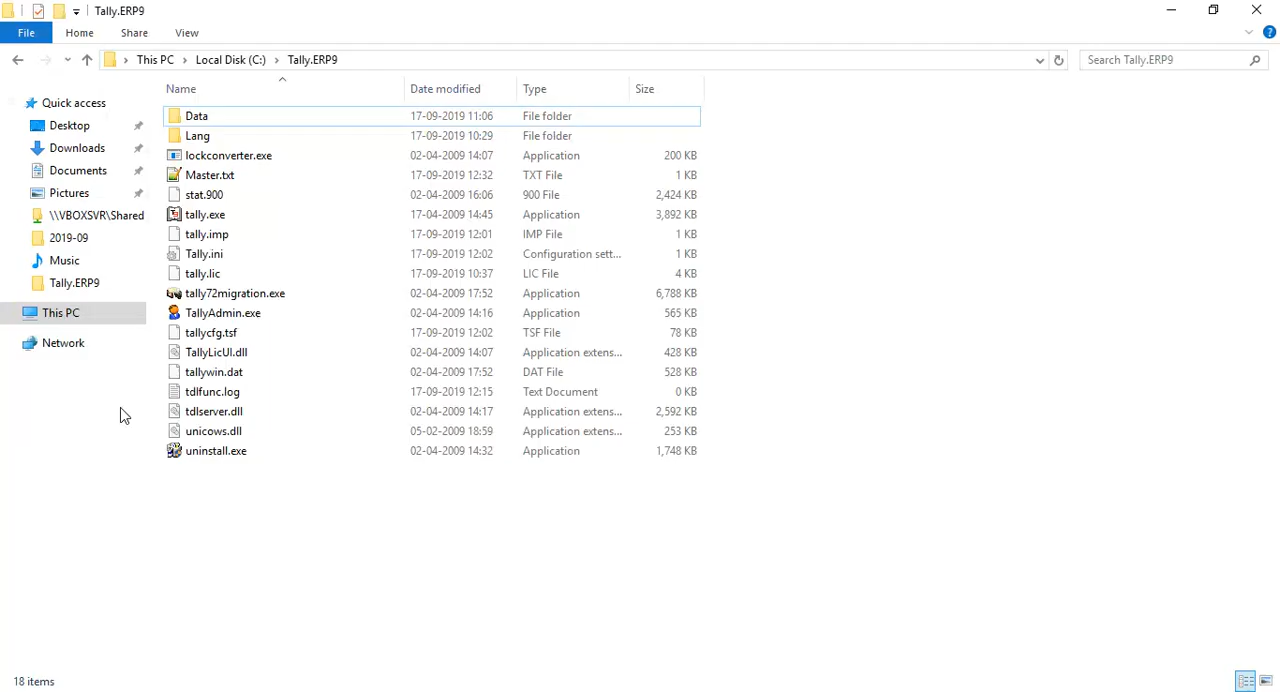 Tally.ERP9
File Home Share View
This PC Local Disk (C:) Tally.ERP9 Search Tally.ERP9
Name Date modified Type Size
Quick access
Desktop
Downloads
Documents
Pictures
\\VBOXSVR\Shared
2019-09
Music
Tally.ERP9
This PC
Network
Data 17-09-2019 11:06 File folder
Lang 17-09-2019 10:29 File folder
lockconverter.exe 02-04-2009 14:07 Application 200 KB
Master.txt 17-09-2019 12:32 TXT File 1 KB
stat.900 02-04-2009 16:06 900 File 2,424 KB
tally.exe 17-04-2009 14:45 Application 3,892 KB
tally.imp 17-09-2019 12:01 IMP File 1 KB
Tally.ini 17-09-2019 12:02 Configuration sett... 1 KB
tally.lic 17-09-2019 10:37 LIC File 4 KB
tally72migration.exe 02-04-2009 17:52 Application 6,788 KB
TallyAdmin.exe 02-04-2009 14:16 Application 565 KB
tallycfg.tsf 17-09-2019 12:02 TSF File 78 KB
TallyLicUI.dll 02-04-2009 14:07 Application extens... 428 KB
tallywin.dat 02-04-2009 17:52 DAT File 528 KB
tdlfunc.log 17-09-2019 12:15 Text Document 0 KB
tdlserver.dll 02-04-2009 14:17 Application extens... 2,592 KB
unicows.dll 05-02-2009 18:59 Application extens... 253 KB
uninstall.exe 02-04-2009 14:32 Application 1,748 KB
18 items